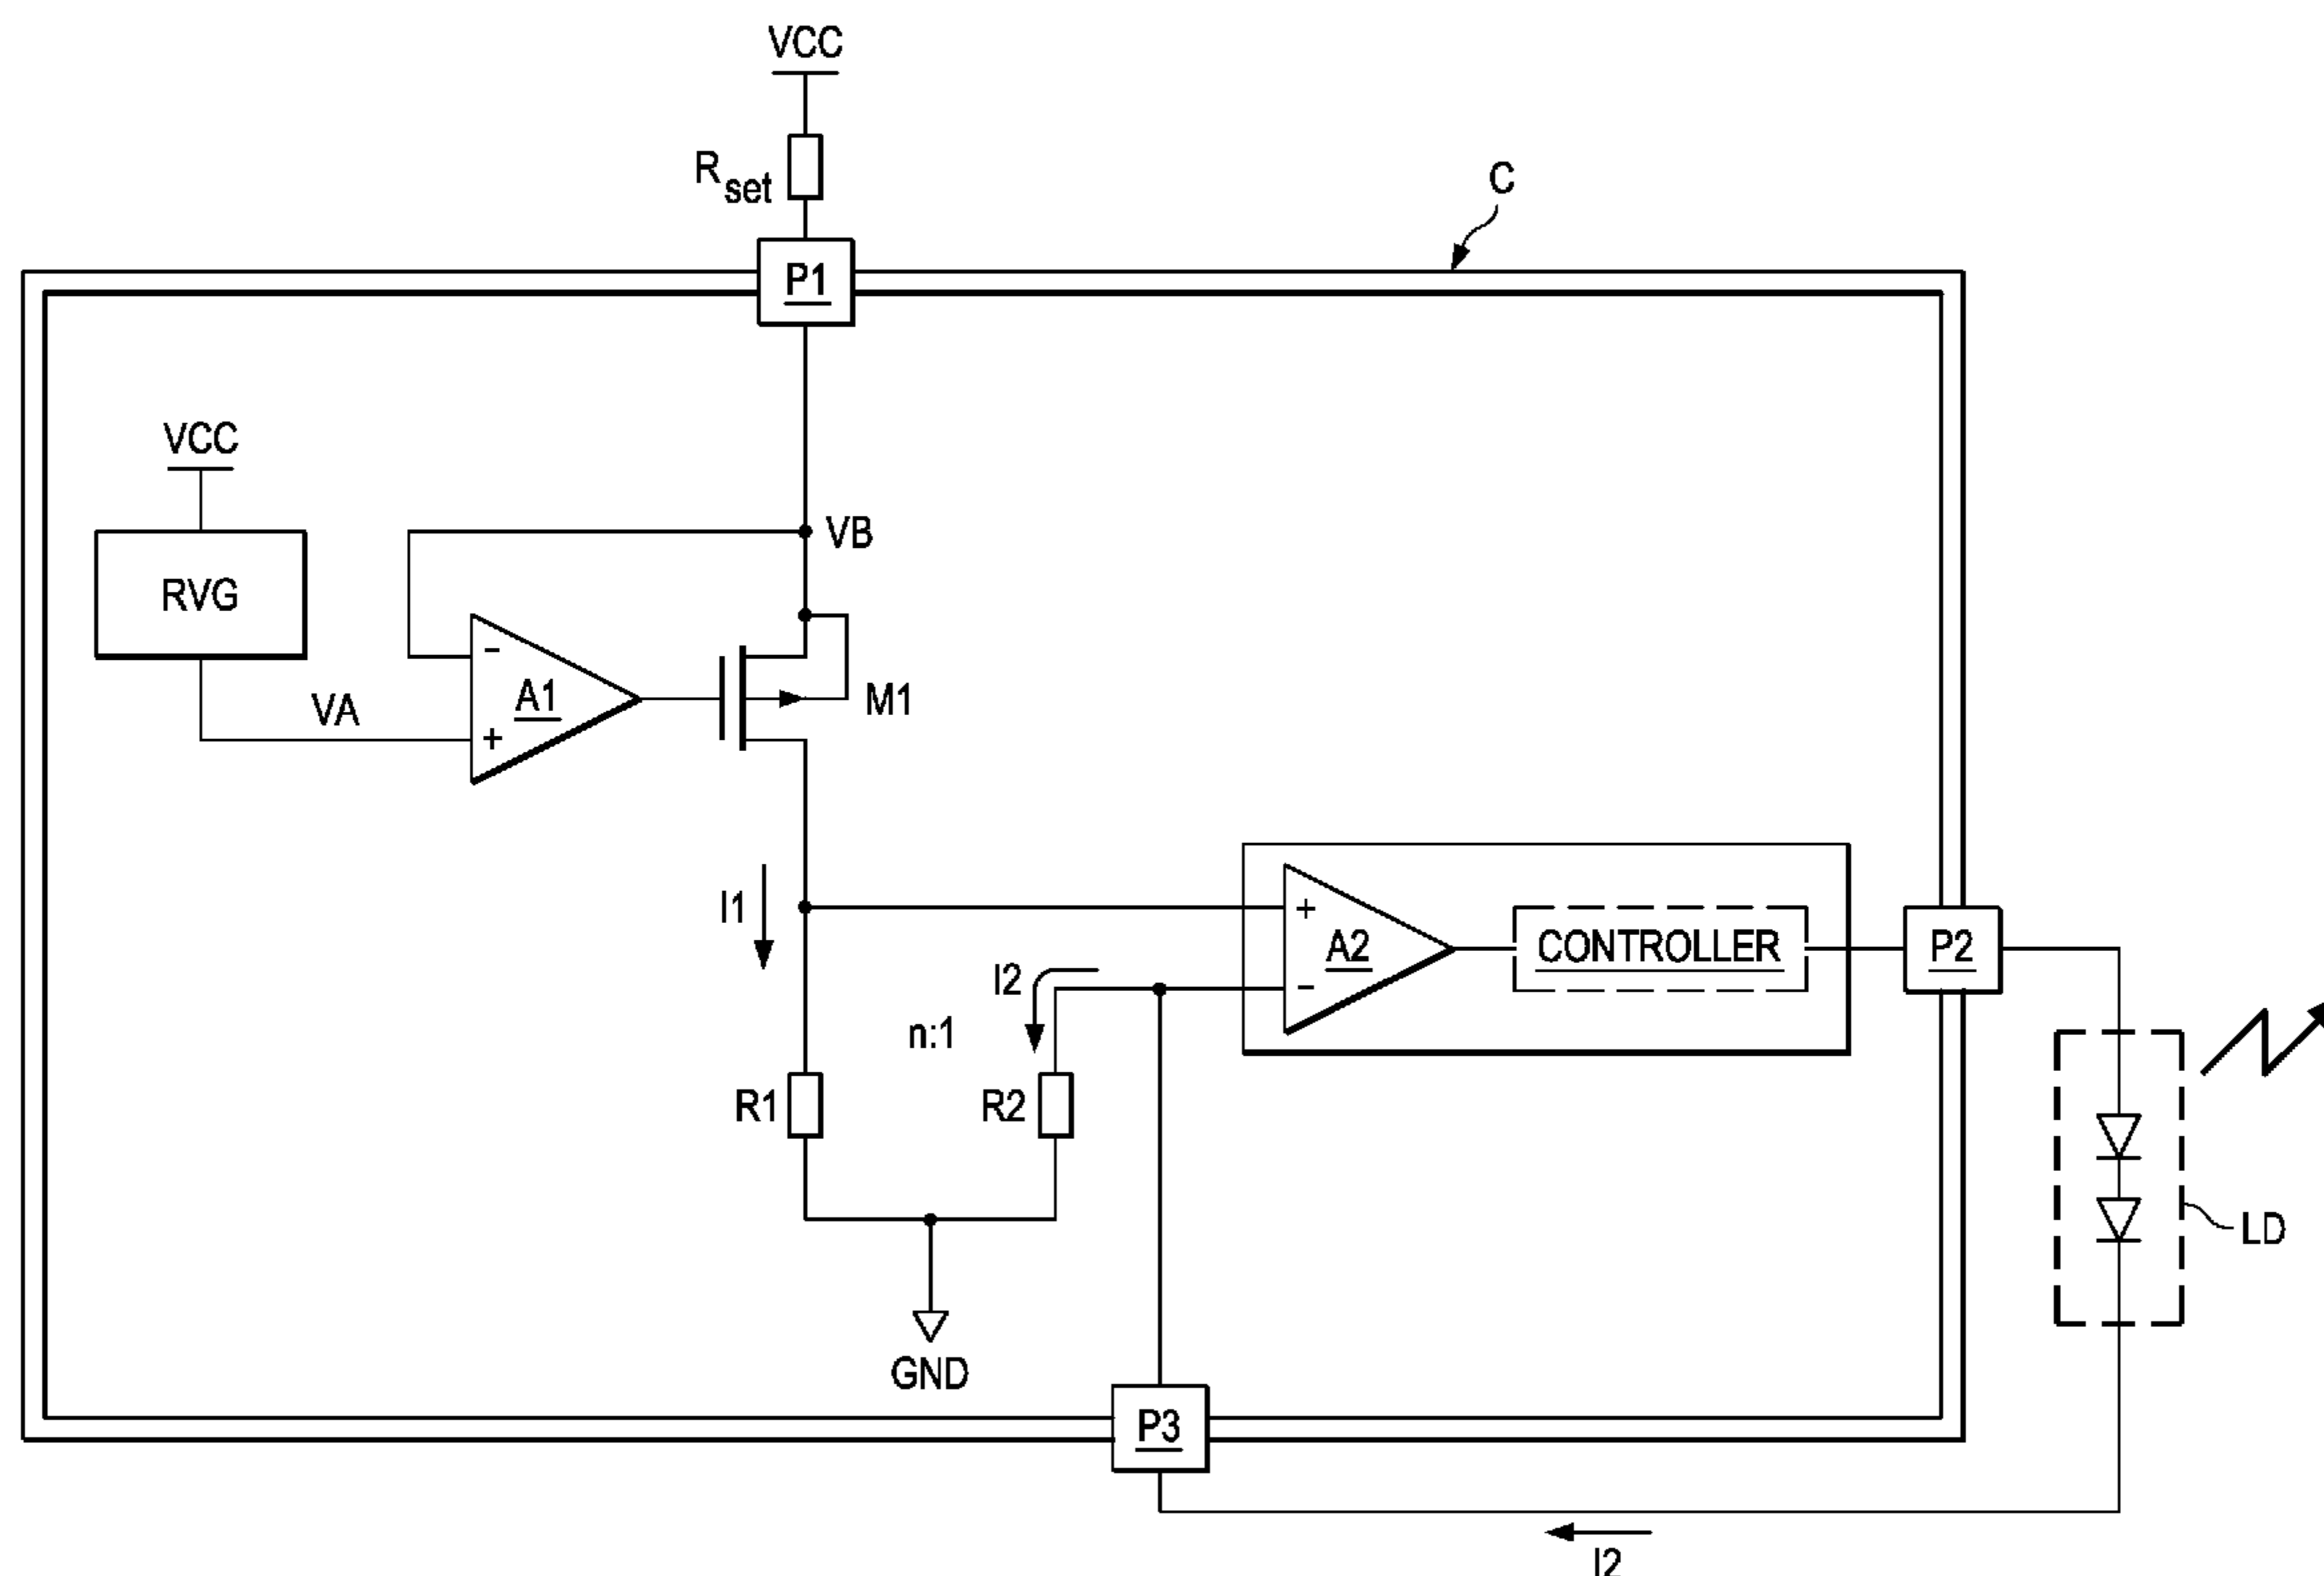 VCC
Rset
C
P1
VCC
VB
RVG
-
A1
M1
VA
+
I1
+
A2
CONTROLLER
P2
I2
-
n:1
R1
R2
LD
GND
P3
I2